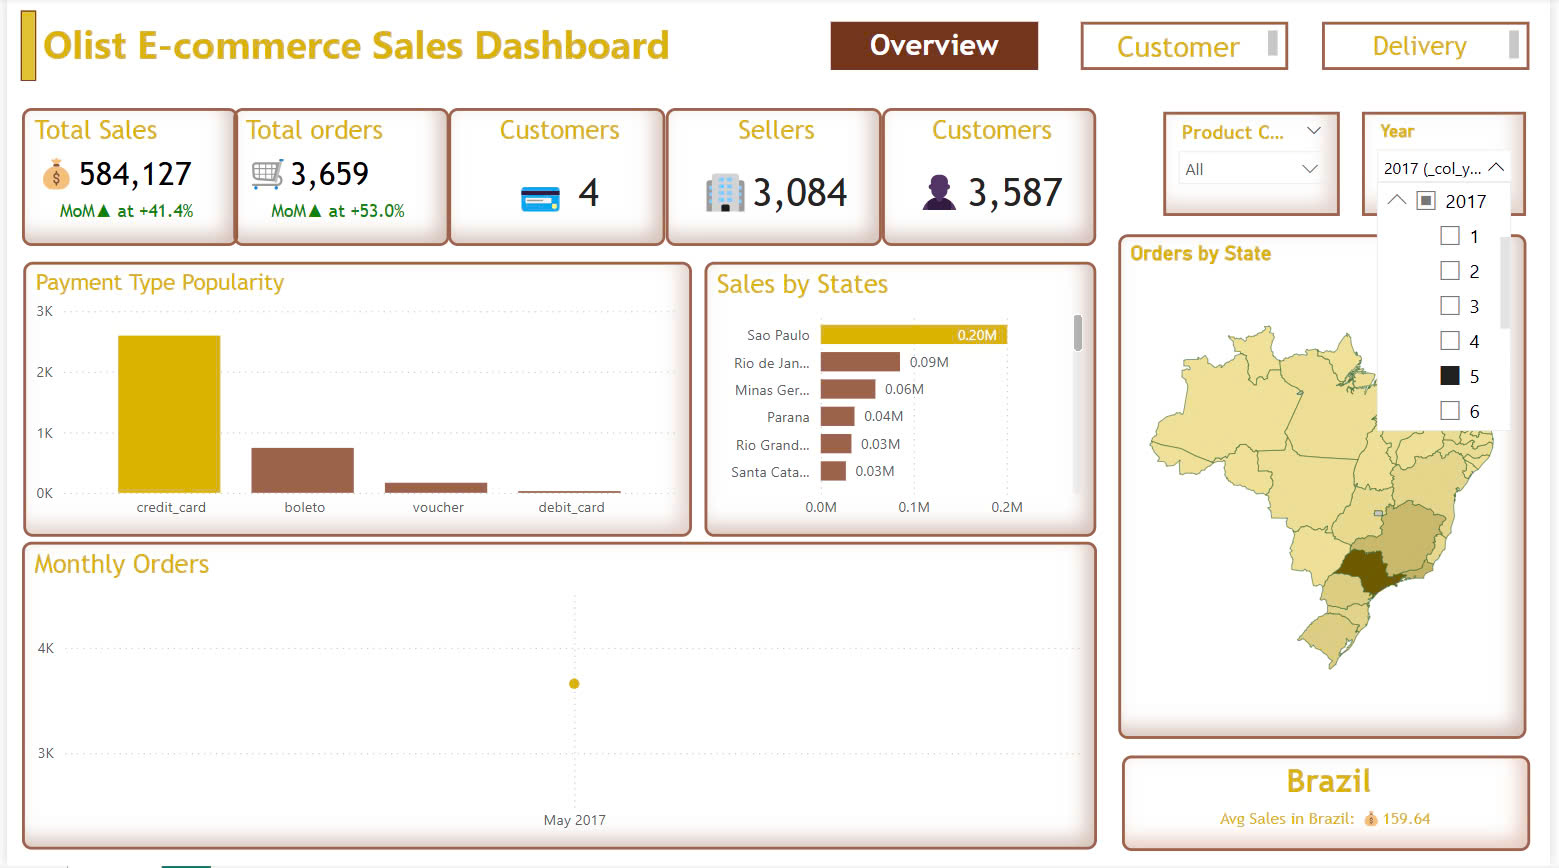 Olist E-commerce Sales Dashboard
Overview
Customer
Delivery
Total Sales
584,127
MoM▲ at +41.4%
Total orders
3,659
MoM▲ at +53.0%
Customers
4
Sellers
3,084
Customers
3,587
Product C...
All
Year
2017 (_col_y...
2017
1
2
3
4
5
6
Payment Type Popularity
3K
2K
1K
0K
credit_card
boleto
voucher
debit_card
Sales by States
Sao Paulo 0.20M
Rio de Jan... 0.09M
Minas Ger... 0.06M
Parana 0.04M
Rio Grand... 0.03M
Santa Cata... 0.03M
0.0M 0.1M 0.2M
Orders by State
Monthly Orders
4K
3K
May 2017
Brazil
Avg Sales in Brazil: 159.64